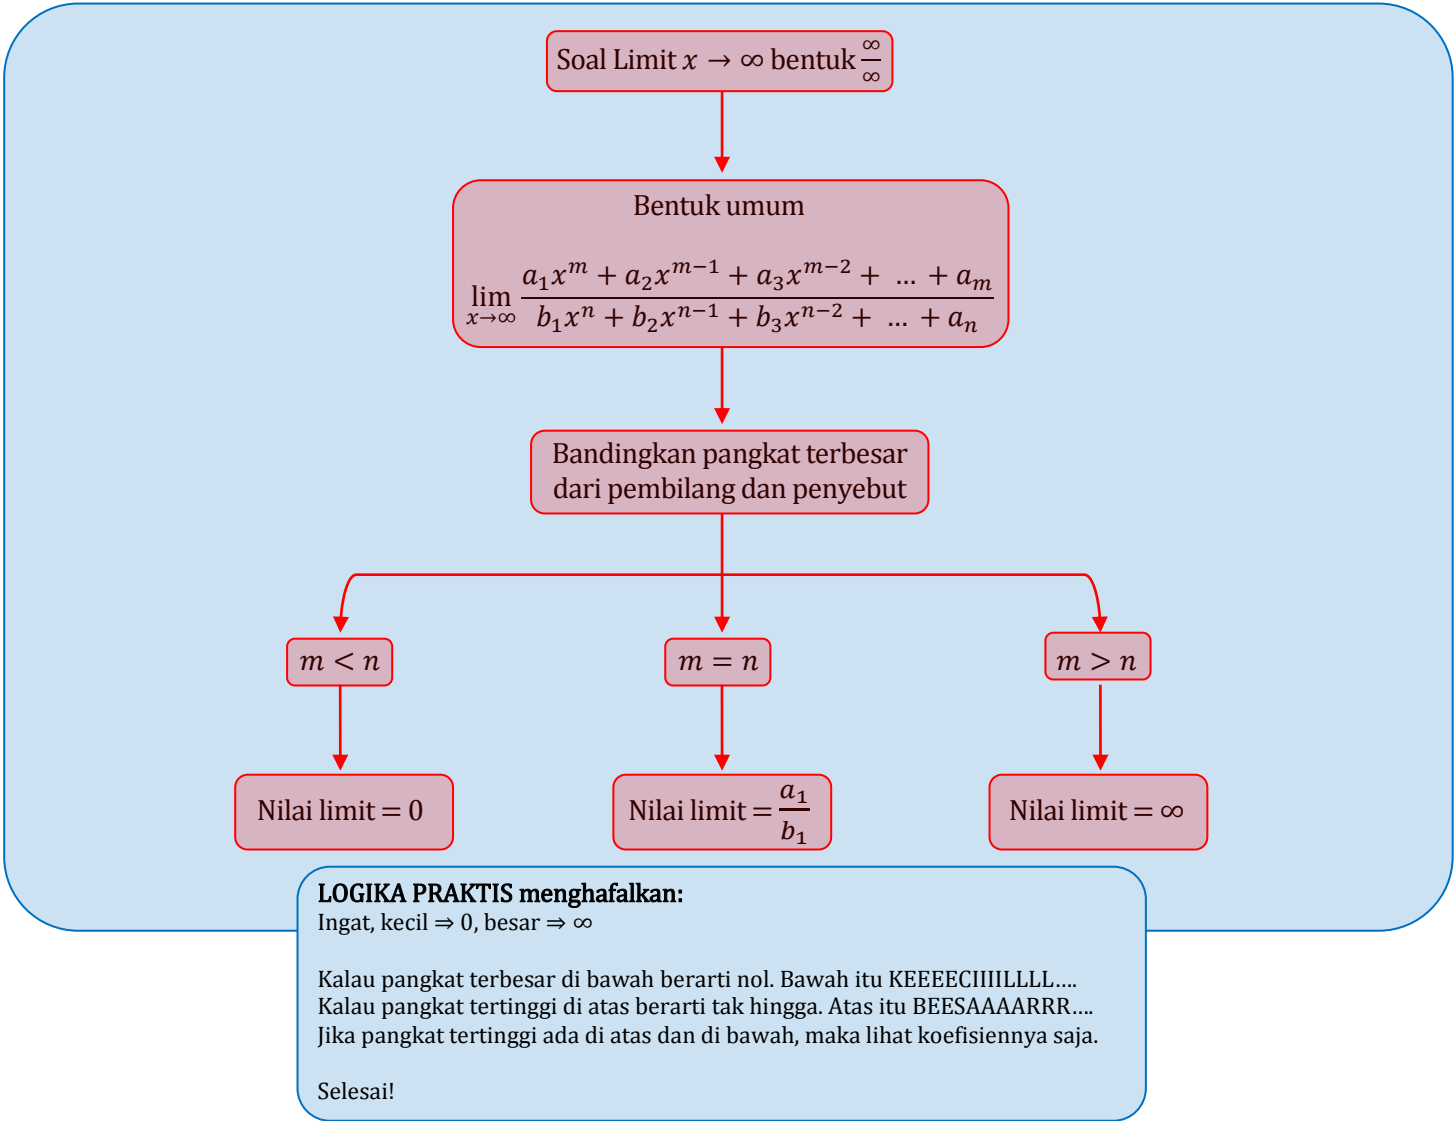 Soal Limit x → ∞ bentuk ∞/∞
Bentuk umum
lim x→∞ (a₁xᵐ + a₂xᵐ⁻¹ + a₃xᵐ⁻² + … + aₘ)/(b₁xⁿ + b₂xⁿ⁻¹ + b₃xⁿ⁻² + … + aₙ)
Bandingkan pangkat terbesar
dari pembilang dan penyebut
m < n
m = n
m > n
Nilai limit = 0
Nilai limit = a₁/b₁
Nilai limit = ∞
LOGIKA PRAKTIS menghafalkan:
Ingat, kecil ⇒ 0, besar ⇒ ∞
Kalau pangkat terbesar di bawah berarti nol. Bawah itu KEEEECIIIILLLL….
Kalau pangkat tertinggi di atas berarti tak hingga. Atas itu BEESAAAARRR….
Jika pangkat tertinggi ada di atas dan di bawah, maka lihat koefisiennya saja.
Selesai!